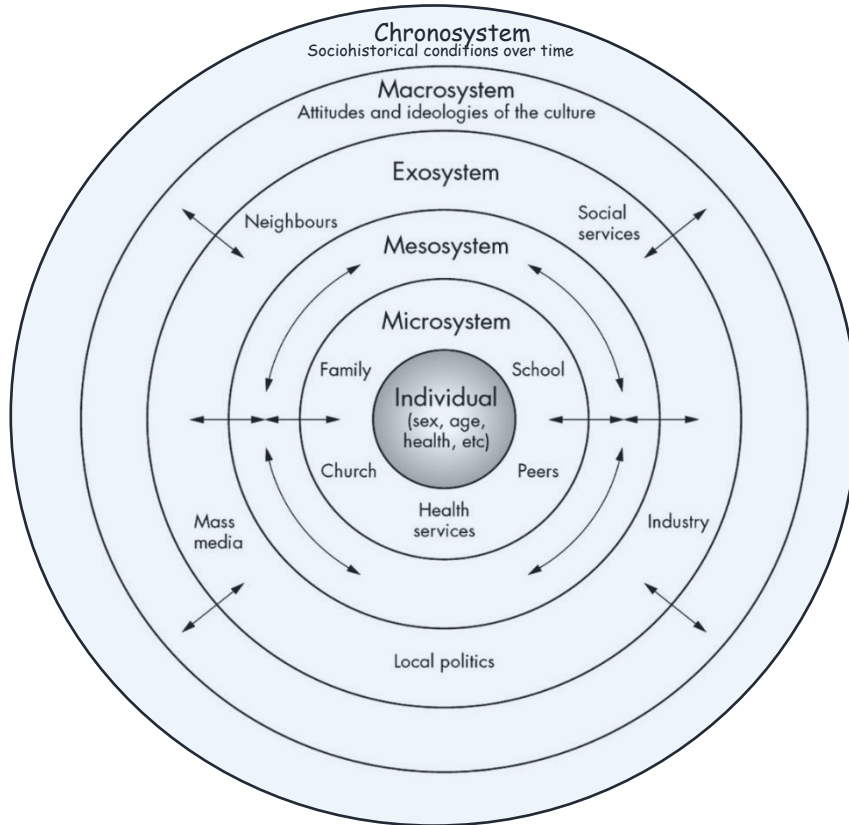 Chronosystem
Sociohistorical conditions over time
Macrosystem
Attitudes and ideologies of the culture
Exosystem
Neighbours
Social
services
Mesosystem
Microsystem
Family
School
Individual
(sex, age,
health, etc)
Church
Peers
Health
services
Mass
media
Industry
Local politics